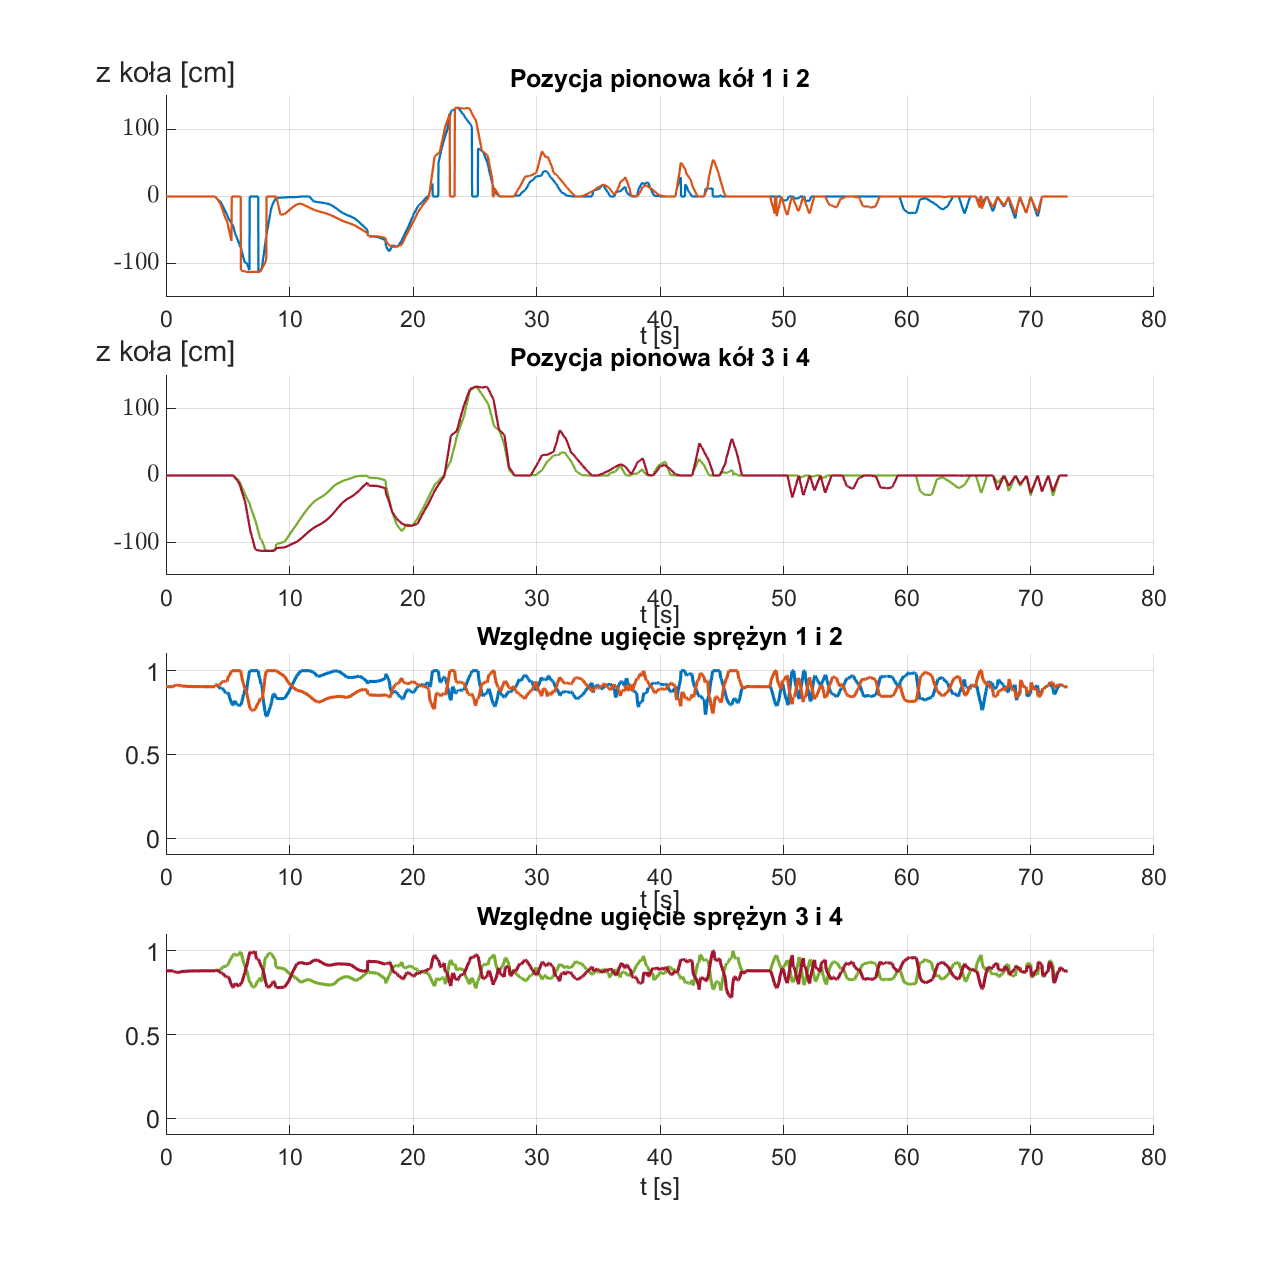 z koła [cm]
Pozycja pionowa kół 1 i 2
100
0
-100
0 10 20 30 40 50 60 70 80
t [s]
z koła [cm]
Pozycja pionowa kół 3 i 4
100
0
-100
0 10 20 30 40 50 60 70 80
t [s]
Względne ugięcie sprężyn 1 i 2
1
0.5
0
0 10 20 30 40 50 60 70 80
t [s]
Względne ugięcie sprężyn 3 i 4
1
0.5
0
0 10 20 30 40 50 60 70 80
t [s]